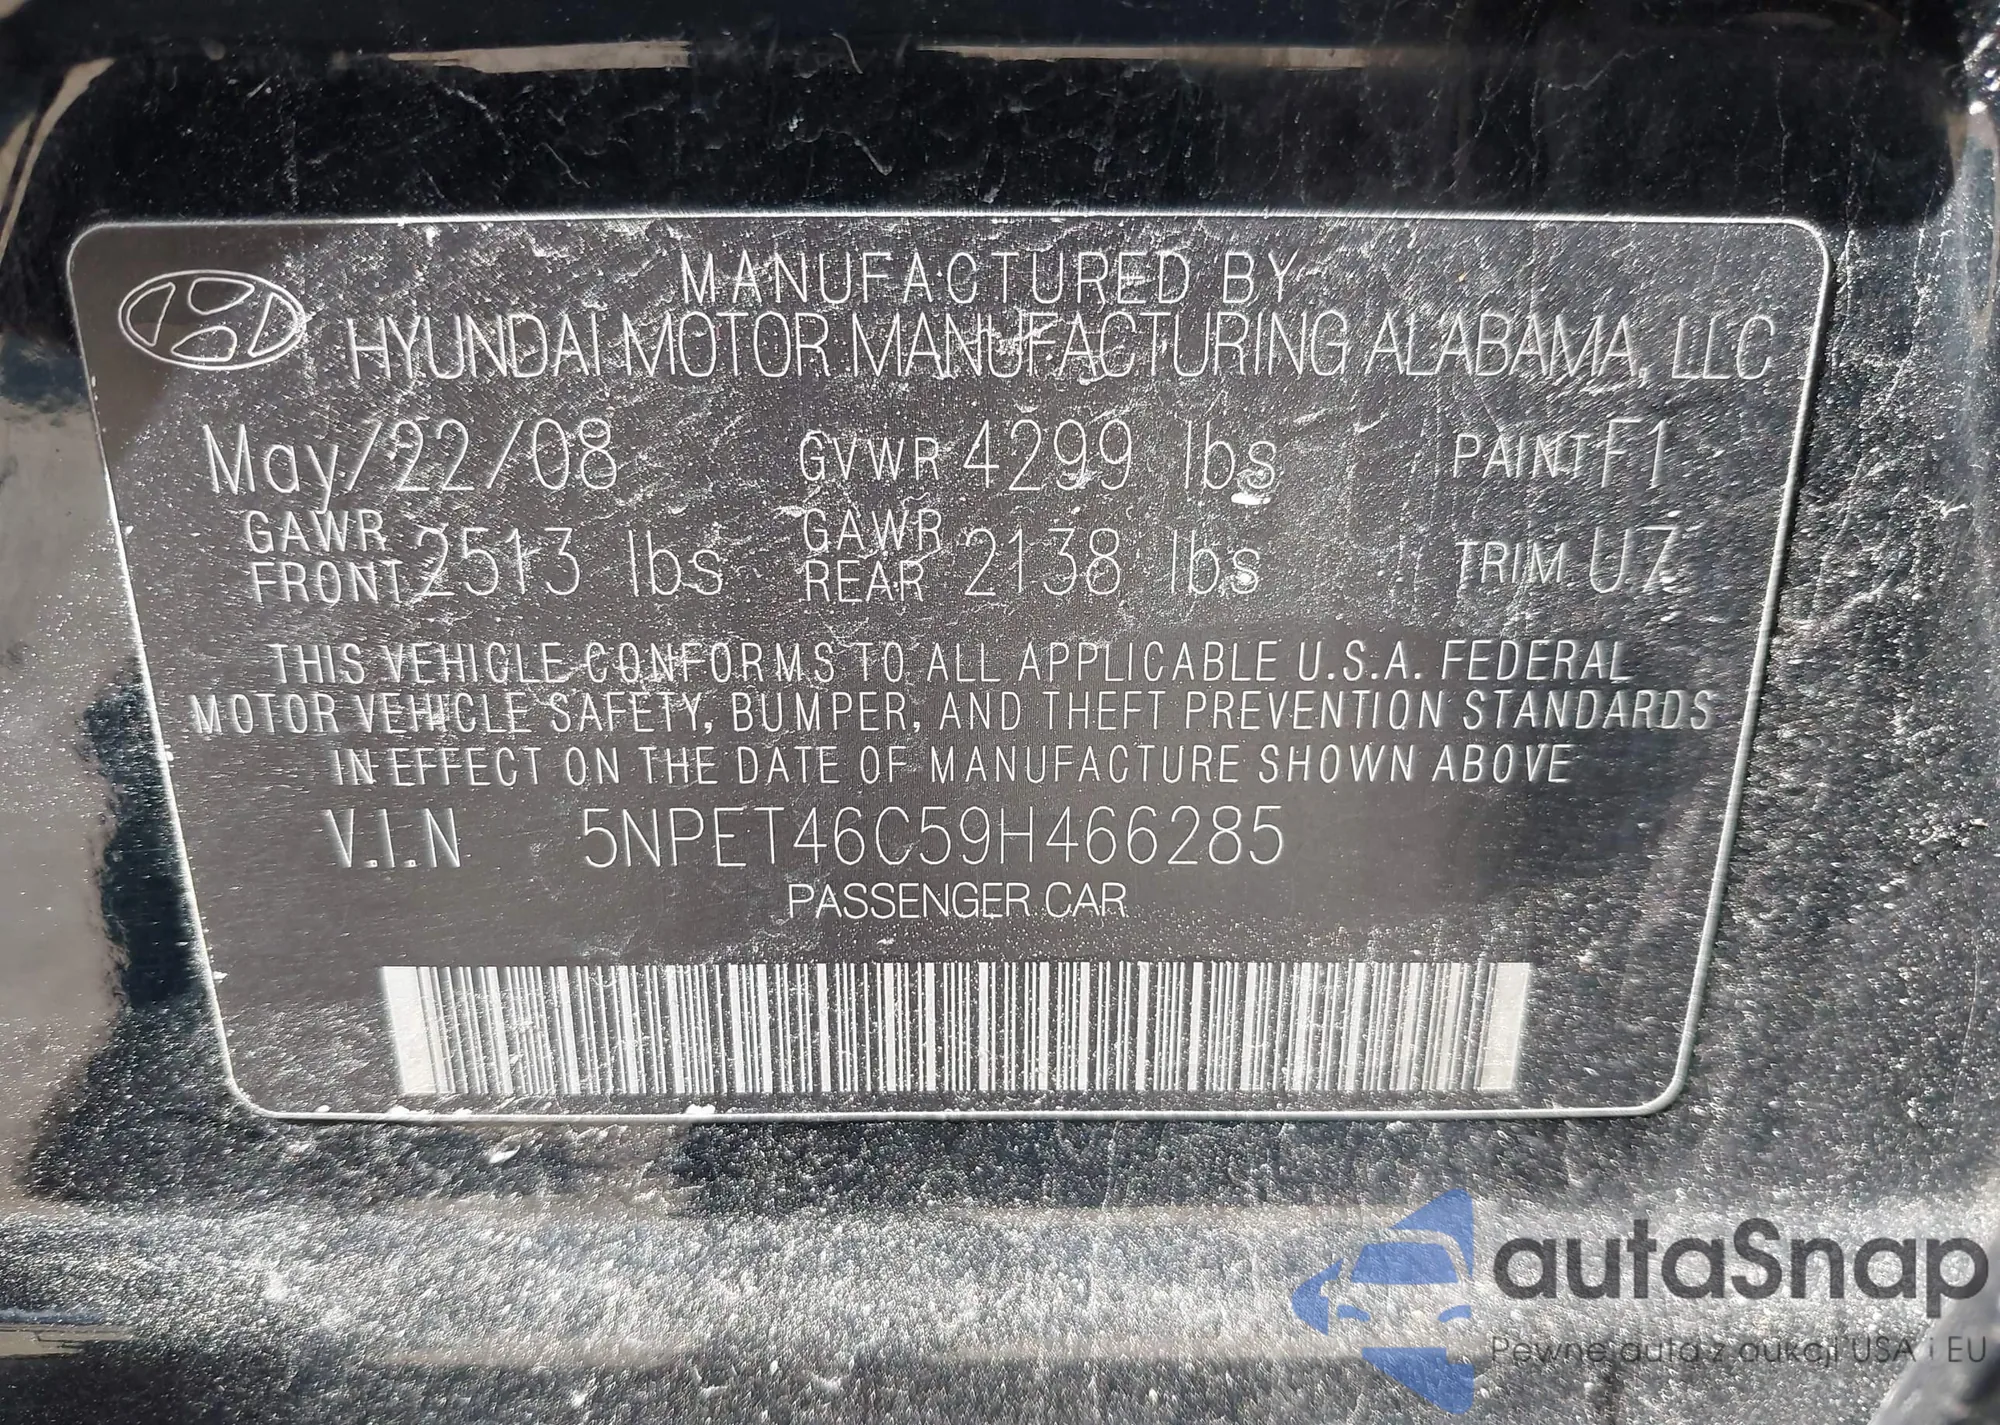 MANUFACTURED BY
HYUNDAI MOTOR MANUFACTURING ALABAMA, LLC
May/22/08 GVWR 4299 lbs PAINT F1
GAWR FRONT 2513 lbs GAWR REAR 2138 lbs TRIM UZ
THIS VEHICLE CONFORMS TO ALL APPLICABLE U.S.A. FEDERAL
MOTOR VEHICLE SAFETY, BUMPER, AND THEFT PREVENTION STANDARDS
IN EFFECT ON THE DATE OF MANUFACTURE SHOWN ABOVE
V.I.N 5NPET46C59H466285
PASSENGER CAR
autaSnap
Pewne auta z aukcji USA i EU